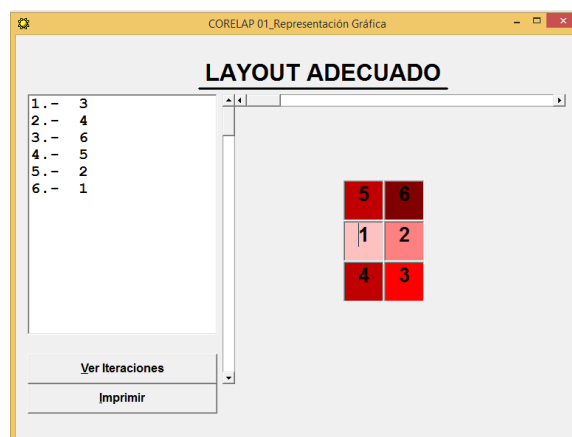 CORELAP 01_Representación Gráfica
LAYOUT ADECUADO
1.- 3
2.- 4
3.- 6
4.- 5
5.- 2
6.- 1
5 6
1 2
4 3
Ver Iteraciones
Imprimir